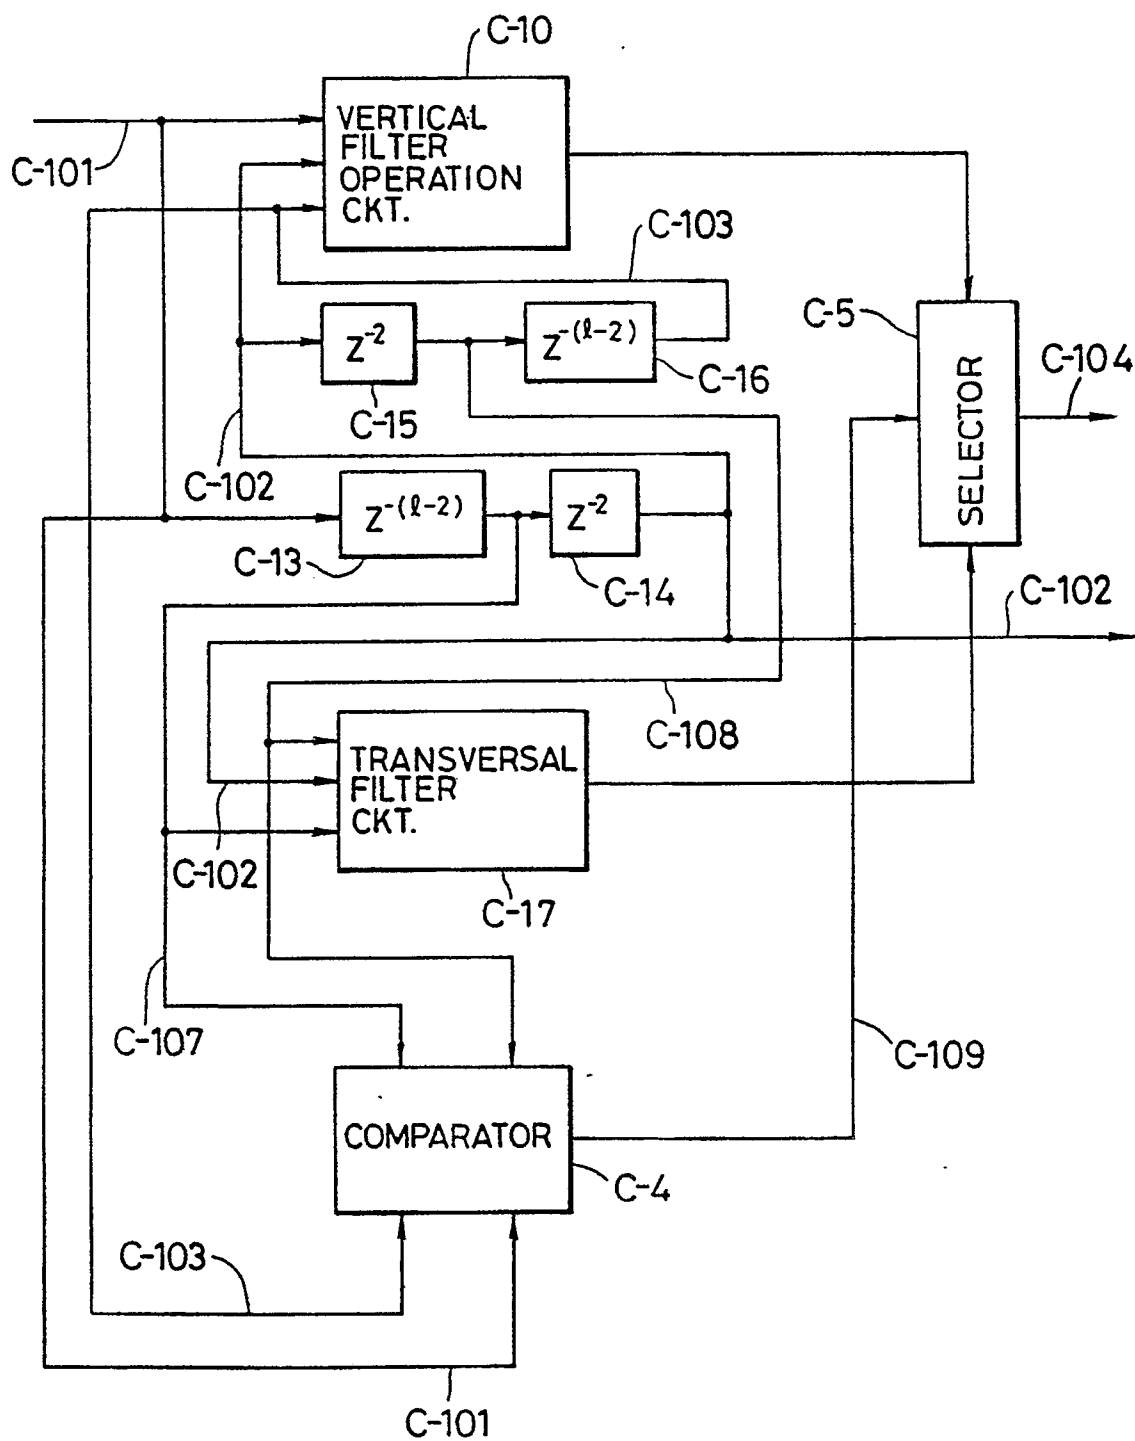 C-10
VERTICAL
FILTER
OPERATION
CKT.
C-101
C-103
C-5
Z⁻²
Z⁻⁽ℓ⁻²⁾
C-16
C-15
C-104
SELECTOR
C-102
Z⁻⁽ℓ⁻²⁾
Z⁻²
C-13
C-14
C-102
C-108
TRANSVERSAL
FILTER
CKT.
C-102
C-17
C-107
C-109
COMPARATOR
C-4
C-103
C-101